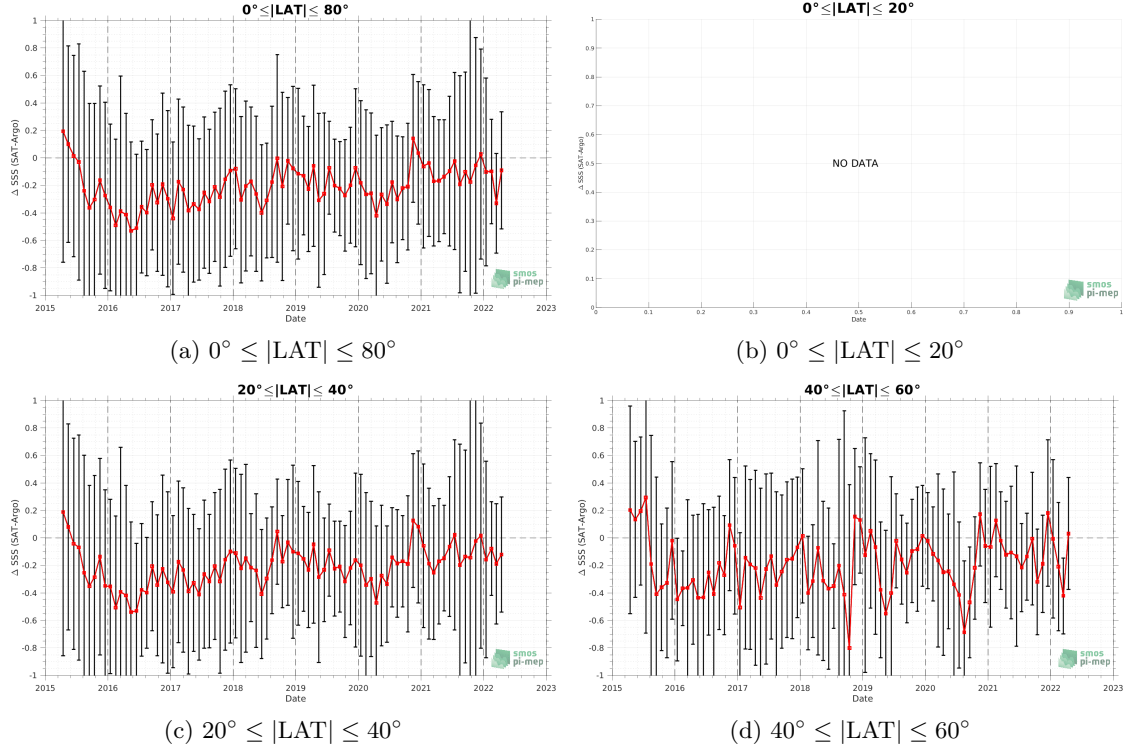 0°≤|LAT|≤ 80°
Δ SSS (SAT-Argo)
1
0.8
0.6
0.4
0.2
0
-0.2
-0.4
-0.6
-0.8
-1
2015 2016 2017 2018 2019 2020 2021 2022 2023
Date
smos
pi-mep
(a) 0° ≤ |LAT| ≤ 80°
0°≤|LAT|≤ 20°
Δ SSS (SAT-Argo)
1
0.9
0.8
0.7
0.6
0.5
0.4
0.3
0.2
0.1
0
NO DATA
0 0.1 0.2 0.3 0.4 0.5 0.6 0.7 0.8 0.9 1
Date
smos
pi-mep
(b) 0° ≤ |LAT| ≤ 20°
20°≤|LAT|≤ 40°
Δ SSS (SAT-Argo)
1
0.8
0.6
0.4
0.2
0
-0.2
-0.4
-0.6
-0.8
-1
2015 2016 2017 2018 2019 2020 2021 2022 2023
Date
smos
pi-mep
(c) 20° ≤ |LAT| ≤ 40°
40°≤|LAT|≤ 60°
Δ SSS (SAT-Argo)
1
0.8
0.6
0.4
0.2
0
-0.2
-0.4
-0.6
-0.8
-1
2015 2016 2017 2018 2019 2020 2021 2022 2023
Date
smos
pi-mep
(d) 40° ≤ |LAT| ≤ 60°